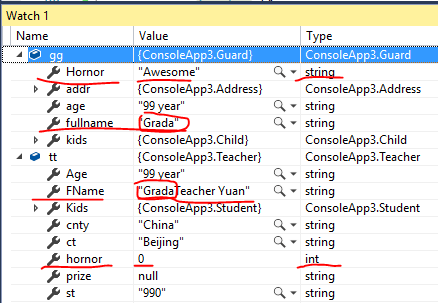 Watch 1
Name Value Type
gg {ConsoleApp3.Guard} ConsoleApp3.Guard
Hornor "Awesome" string
addr {ConsoleApp3.Address} ConsoleApp3.Address
age "99 year" string
fullname "Grada" string
kids {ConsoleApp3.Child} ConsoleApp3.Child
tt {ConsoleApp3.Teacher} ConsoleApp3.Teacher
Age "99 year" string
FName "GradaTeacher Yuan" string
Kids {ConsoleApp3.Student} ConsoleApp3.Student
cnty "China" string
ct "Beijing" string
hornor 0 int
prize null string
st "990" string